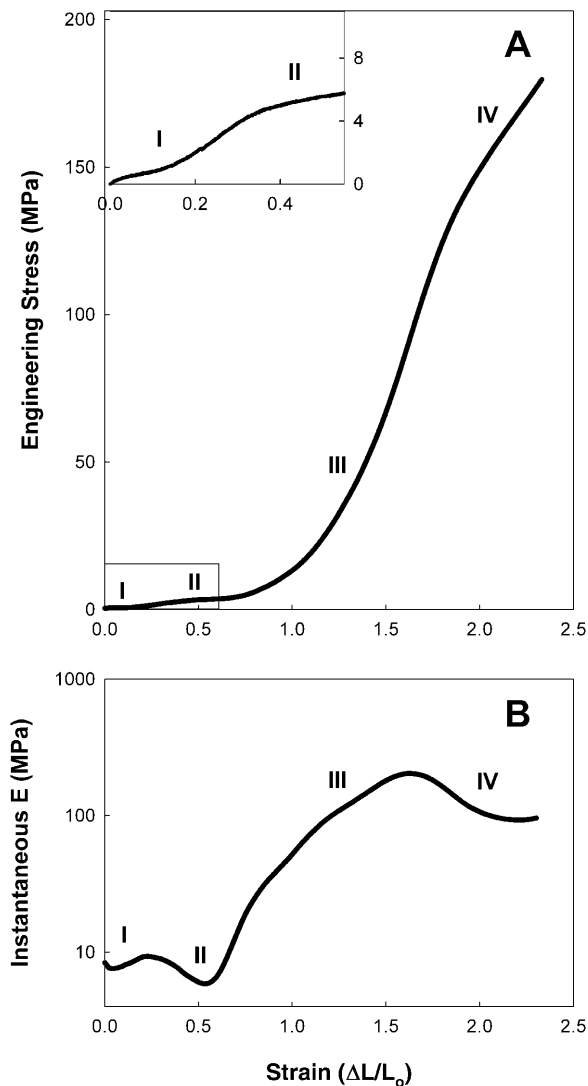 A
200
150
100
50
0
Engineering Stress (MPa)
I
II
8
4
0
0.0 0.2 0.4
IV
III
I
II
0.0 0.5 1.0 1.5 2.0 2.5
B
1000
100
10
Instantaneous E (MPa)
I
II
III
IV
0.0 0.5 1.0 1.5 2.0 2.5
Strain (ΔL/Lo)